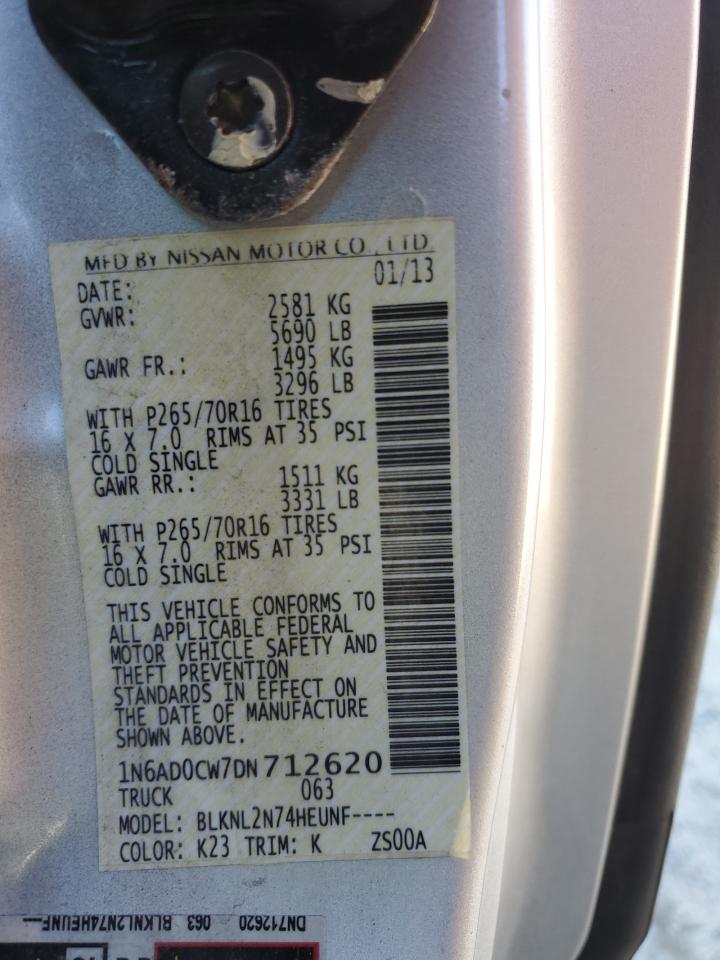 MFD BY NISSAN MOTOR CO., LTD.
DATE: 01/13
GVWR: 2581 KG
5690 LB
GAWR FR.: 1495 KG
3296 LB
WITH P265/70R16 TIRES
16 X 7.0 RIMS AT 35 PSI
COLD SINGLE
GAWR RR.: 1511 KG
3331 LB
WITH P265/70R16 TIRES
16 X 7.0 RIMS AT 35 PSI
COLD SINGLE
THIS VEHICLE CONFORMS TO
ALL APPLICABLE FEDERAL
MOTOR VEHICLE SAFETY AND
THEFT PREVENTION
STANDARDS IN EFFECT ON
THE DATE OF MANUFACTURE
SHOWN ABOVE.
1N6AD0CW7DN712620
TRUCK 063
MODEL: BLKNL2N74HEUNF----
COLOR: K23 TRIM: K ZS00A
DN712620 063 BLKNL2N74HEUNF----